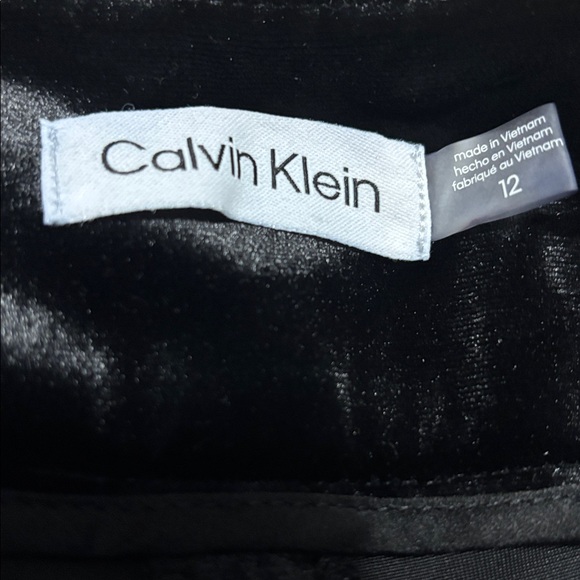 Calvin Klein
made in Vietnam
hecho en Vietnam
fabriqué au Vietnam
12